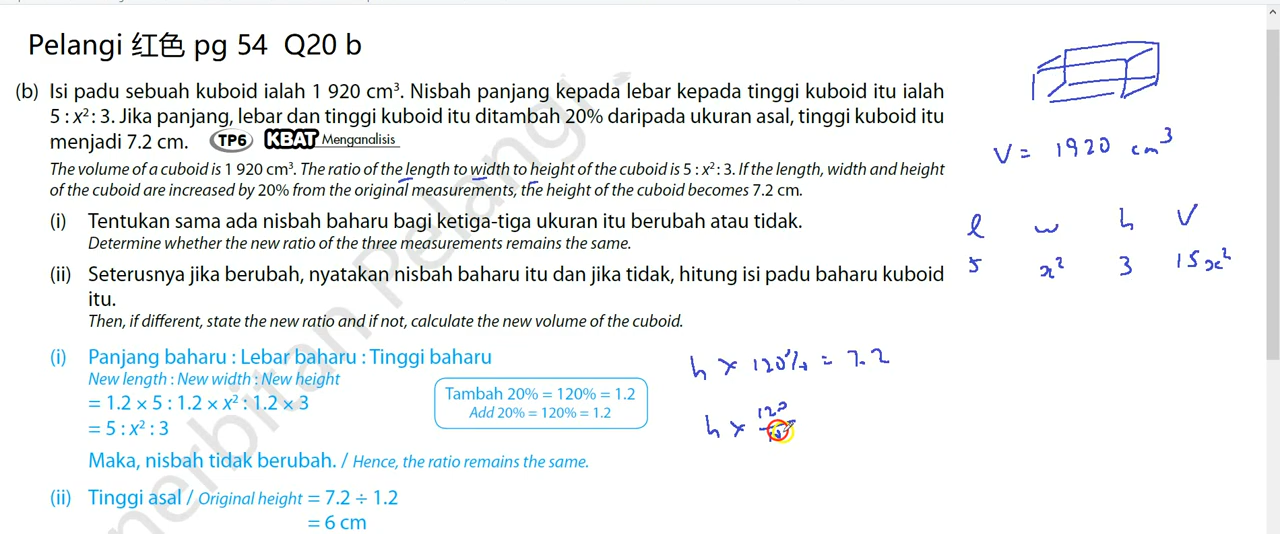 Pelangi 红色 pg 54 Q20 b
(b) Isi padu sebuah kuboid ialah 1 920 cm³. Nisbah panjang kepada lebar kepada tinggi kuboid itu ialah
5 : x² : 3. Jika panjang, lebar dan tinggi kuboid itu ditambah 20% daripada ukuran asal, tinggi kuboid itu
menjadi 7.2 cm. TP6 KBAT Menganalisis
The volume of a cuboid is 1 920 cm³. The ratio of the length to width to height of the cuboid is 5 : x² : 3. If the length, width and height
of the cuboid are increased by 20% from the original measurements, the height of the cuboid becomes 7.2 cm.
(i) Tentukan sama ada nisbah baharu bagi ketiga-tiga ukuran itu berubah atau tidak.
Determine whether the new ratio of the three measurements remains the same.
(ii) Seterusnya jika berubah, nyatakan nisbah baharu itu dan jika tidak, hitung isi padu baharu kuboid
itu.
Then, if different, state the new ratio and if not, calculate the new volume of the cuboid.
(i) Panjang baharu : Lebar baharu : Tinggi baharu
New length : New width : New height
= 1.2 × 5 : 1.2 × x² : 1.2 × 3
= 5 : x² : 3
Tambah 20% = 120% = 1.2
Add 20% = 120% = 1.2
Maka, nisbah tidak berubah. / Hence, the ratio remains the same.
(ii) Tinggi asal / Original height = 7.2 ÷ 1.2
= 6 cm
V = 1920 cm³
l w h V
5 x² 3 15x²
h × 120% = 7.2
h × 120
nerbitan Pelangi